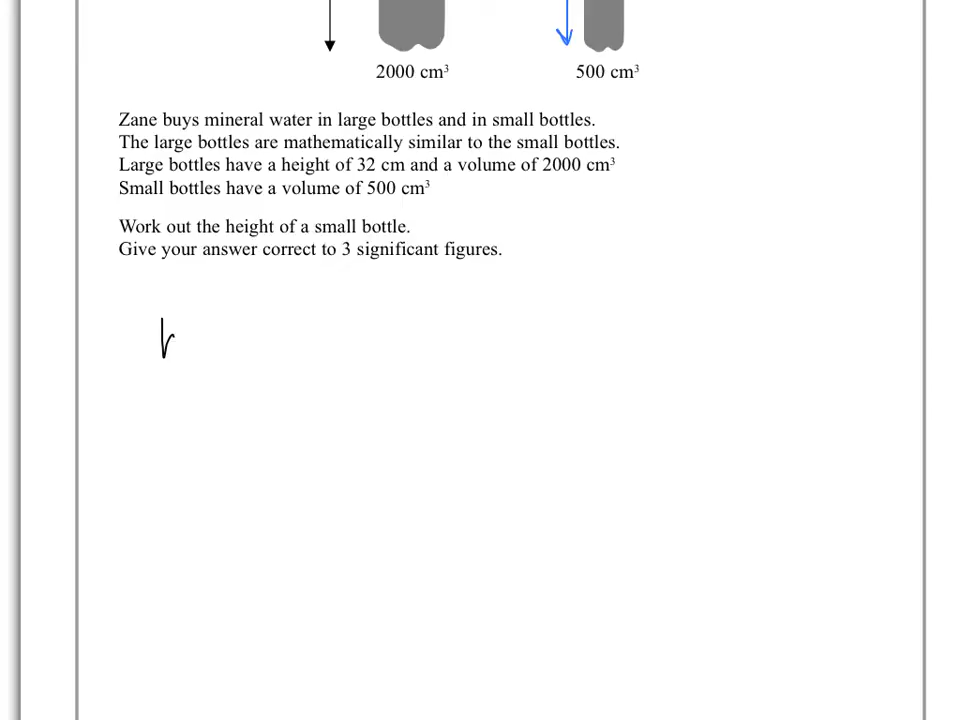 2000 cm³ 500 cm³
Zane buys mineral water in large bottles and in small bottles.
The large bottles are mathematically similar to the small bottles.
Large bottles have a height of 32 cm and a volume of 2000 cm³
Small bottles have a volume of 500 cm³
Work out the height of a small bottle.
Give your answer correct to 3 significant figures.